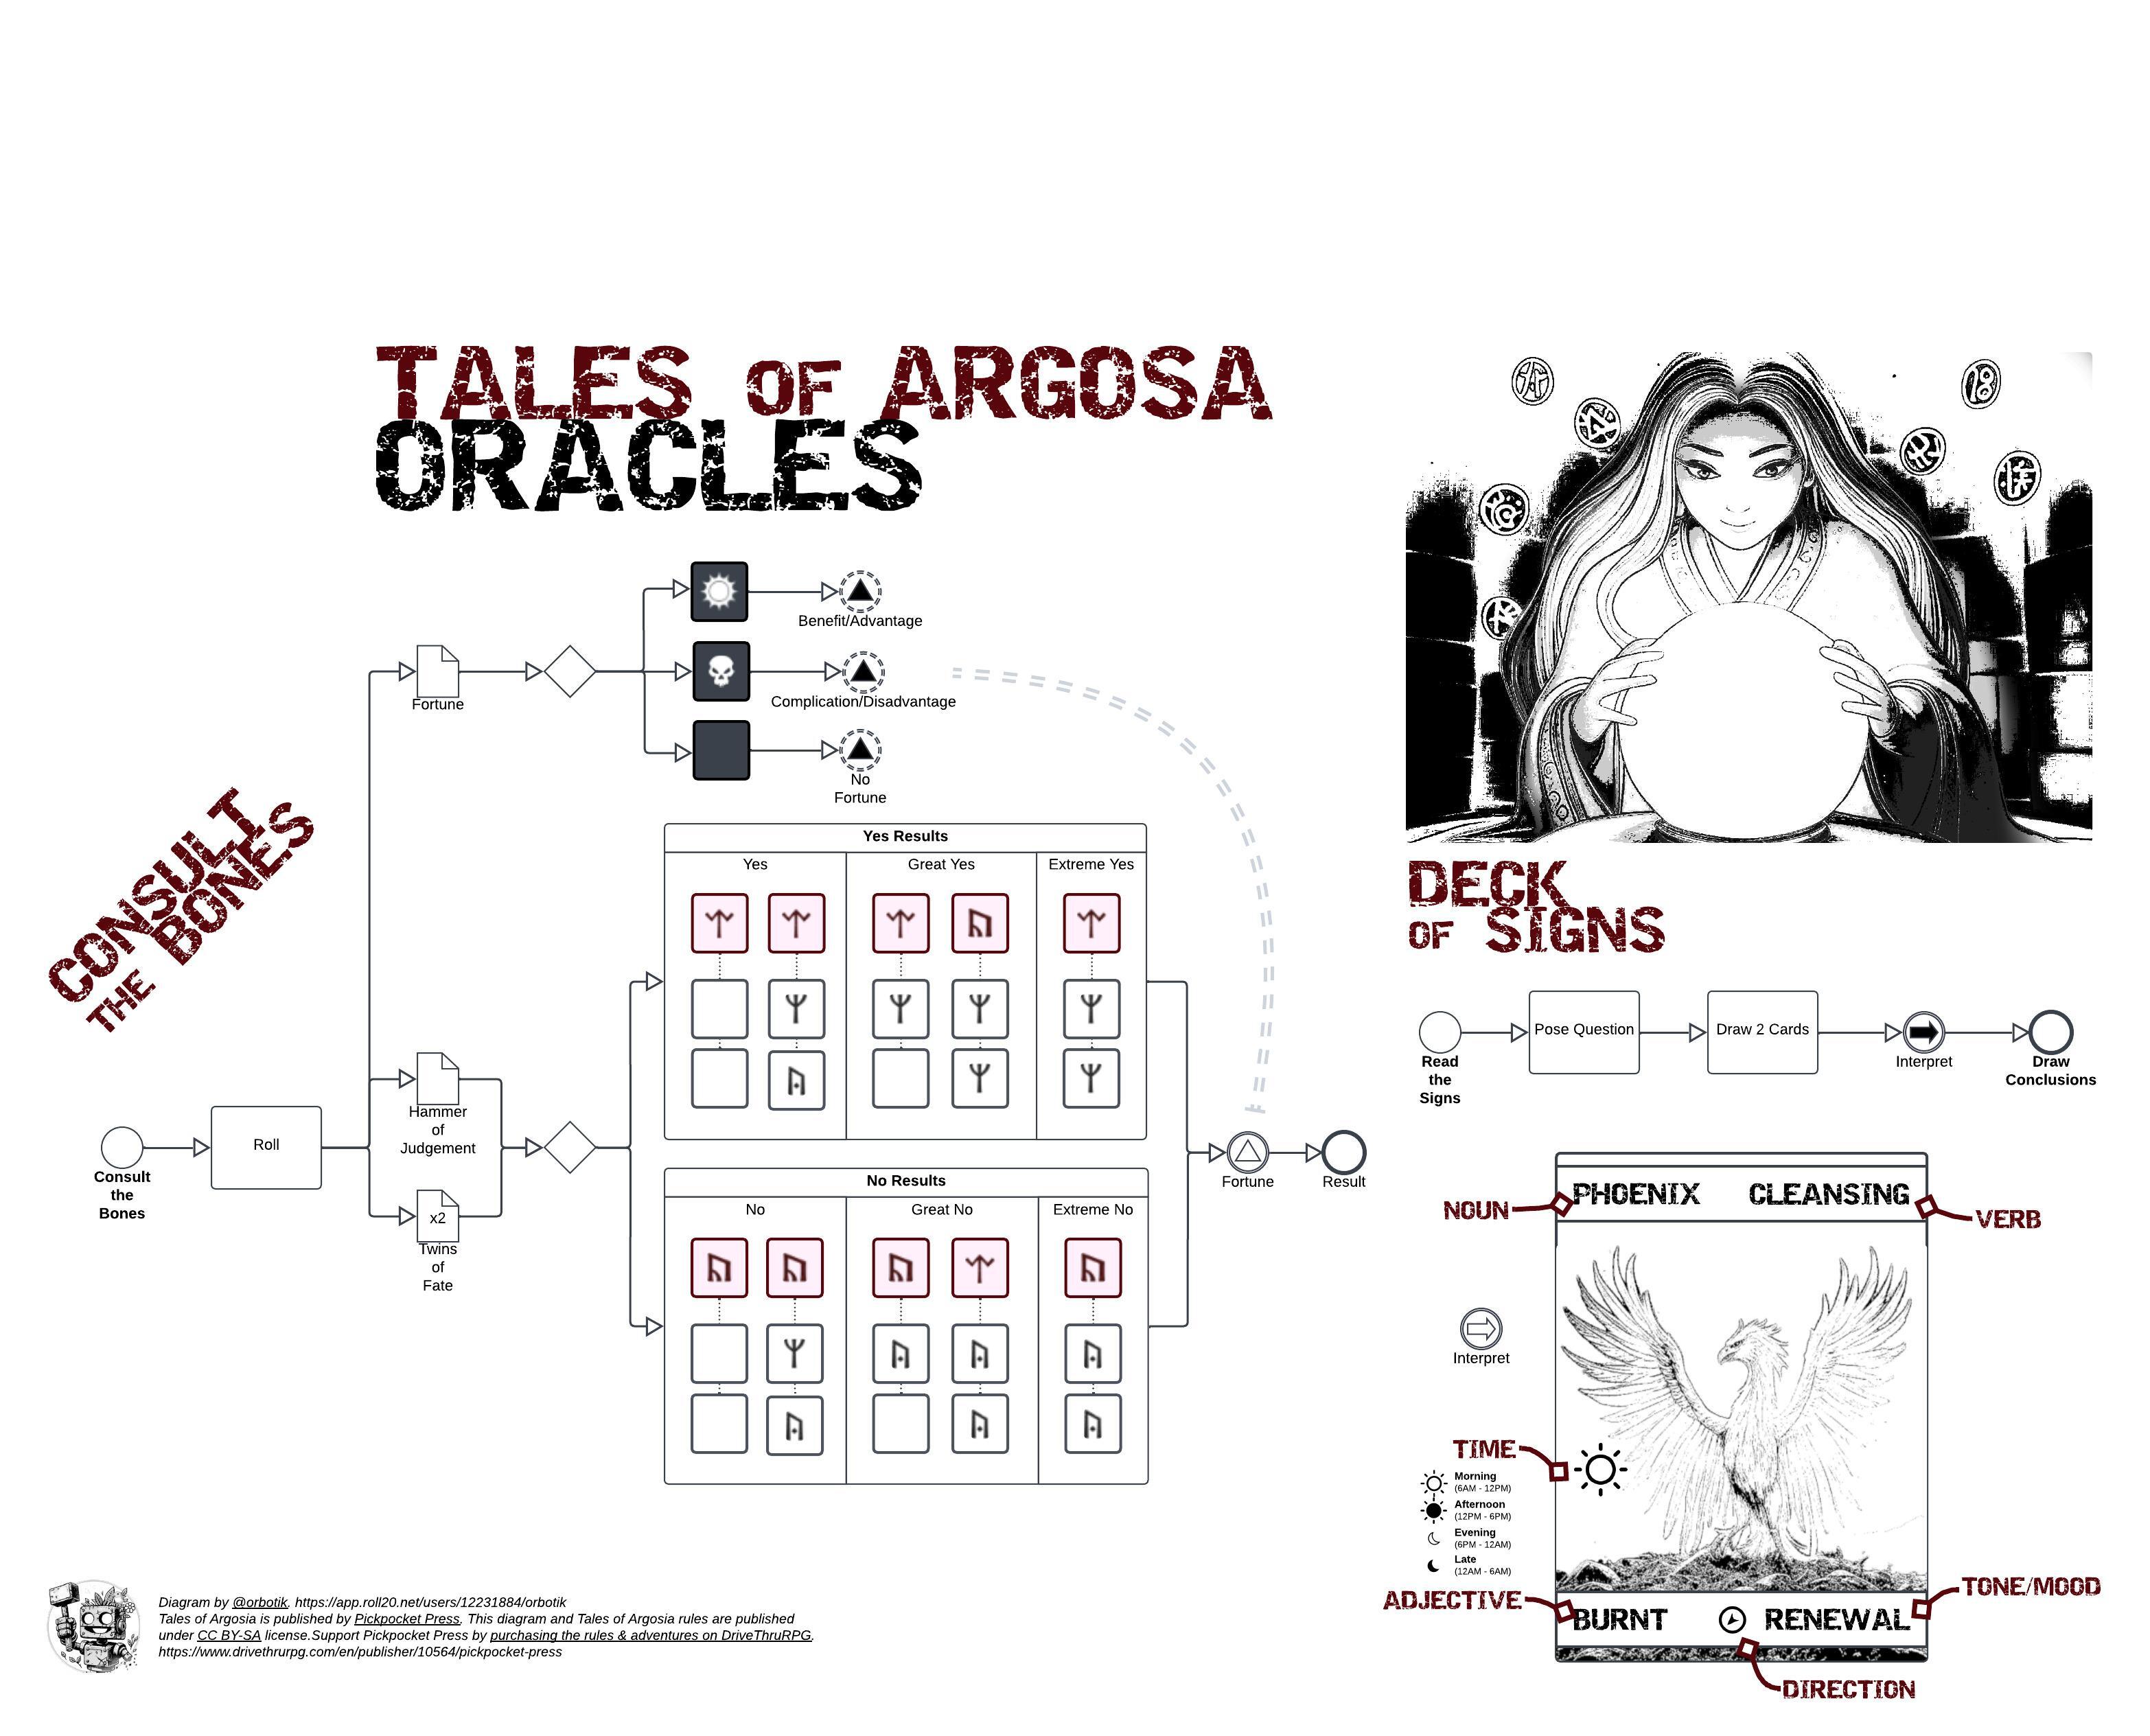 TALES OF ARGOSA
ORACLES
CONSULT
THE BONES
Benefit/Advantage
Fortune
Complication/Disadvantage
No
Fortune
Yes Results
Yes
Great Yes
Extreme Yes
Consult
the
Bones
Roll
Hammer
of
Judgement
x2
Twins
of
Fate
No Results
No
Great No
Extreme No
Fortune
Result
DECK
OF SIGNS
Read
the
Signs
Pose Question
Draw 2 Cards
Interpret
Draw
Conclusions
NOUN
PHOENIX
CLEANSING
VERB
Interpret
TIME
Morning
(6AM - 12PM)
Afternoon
(12PM - 6PM)
Evening
(6PM - 12AM)
Late
(12AM - 6AM)
ADJECTIVE
BURNT
RENEWAL
TONE/MOOD
DIRECTION
Diagram by @orbotik, https://app.roll20.net/users/12231884/orbotik
Tales of Argosia is published by Pickpocket Press. This diagram and Tales of Argosia rules are published
under CC BY-SA license.Support Pickpocket Press by purchasing the rules & adventures on DriveThruRPG.
https://www.drivethrurpg.com/en/publisher/10564/pickpocket-press